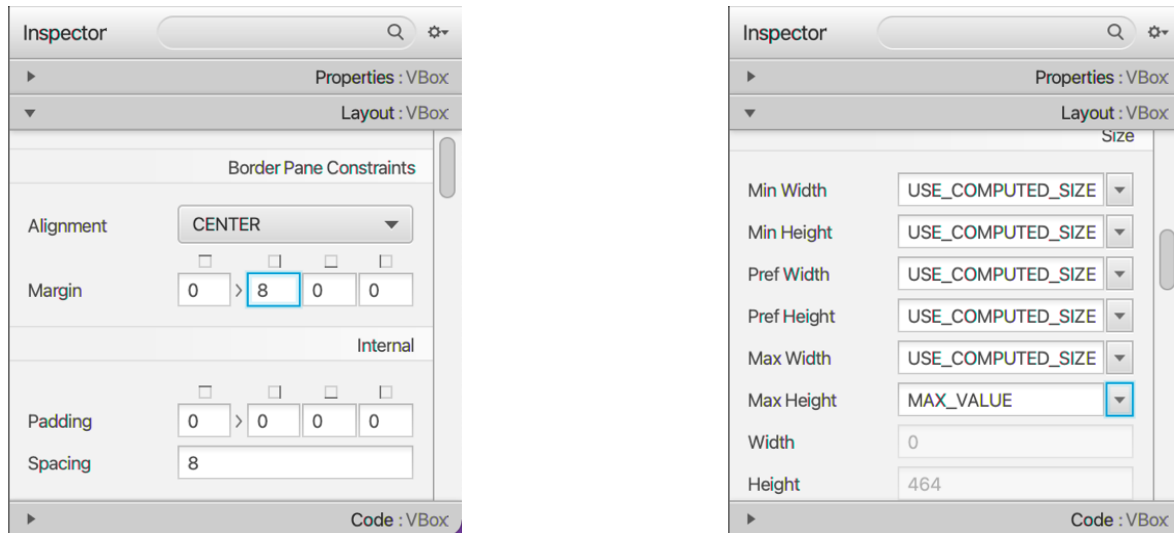 Inspector
Properties : VBox
Layout : VBox
Border Pane Constraints
Alignment CENTER
Margin 0 8 0 0
Internal
Padding 0 0 0 0
Spacing 8
Code : VBox
Inspector
Properties : VBox
Layout : VBox
Size
Min Width USE_COMPUTED_SIZE
Min Height USE_COMPUTED_SIZE
Pref Width USE_COMPUTED_SIZE
Pref Height USE_COMPUTED_SIZE
Max Width USE_COMPUTED_SIZE
Max Height MAX_VALUE
Width 0
Height 464
Code : VBox